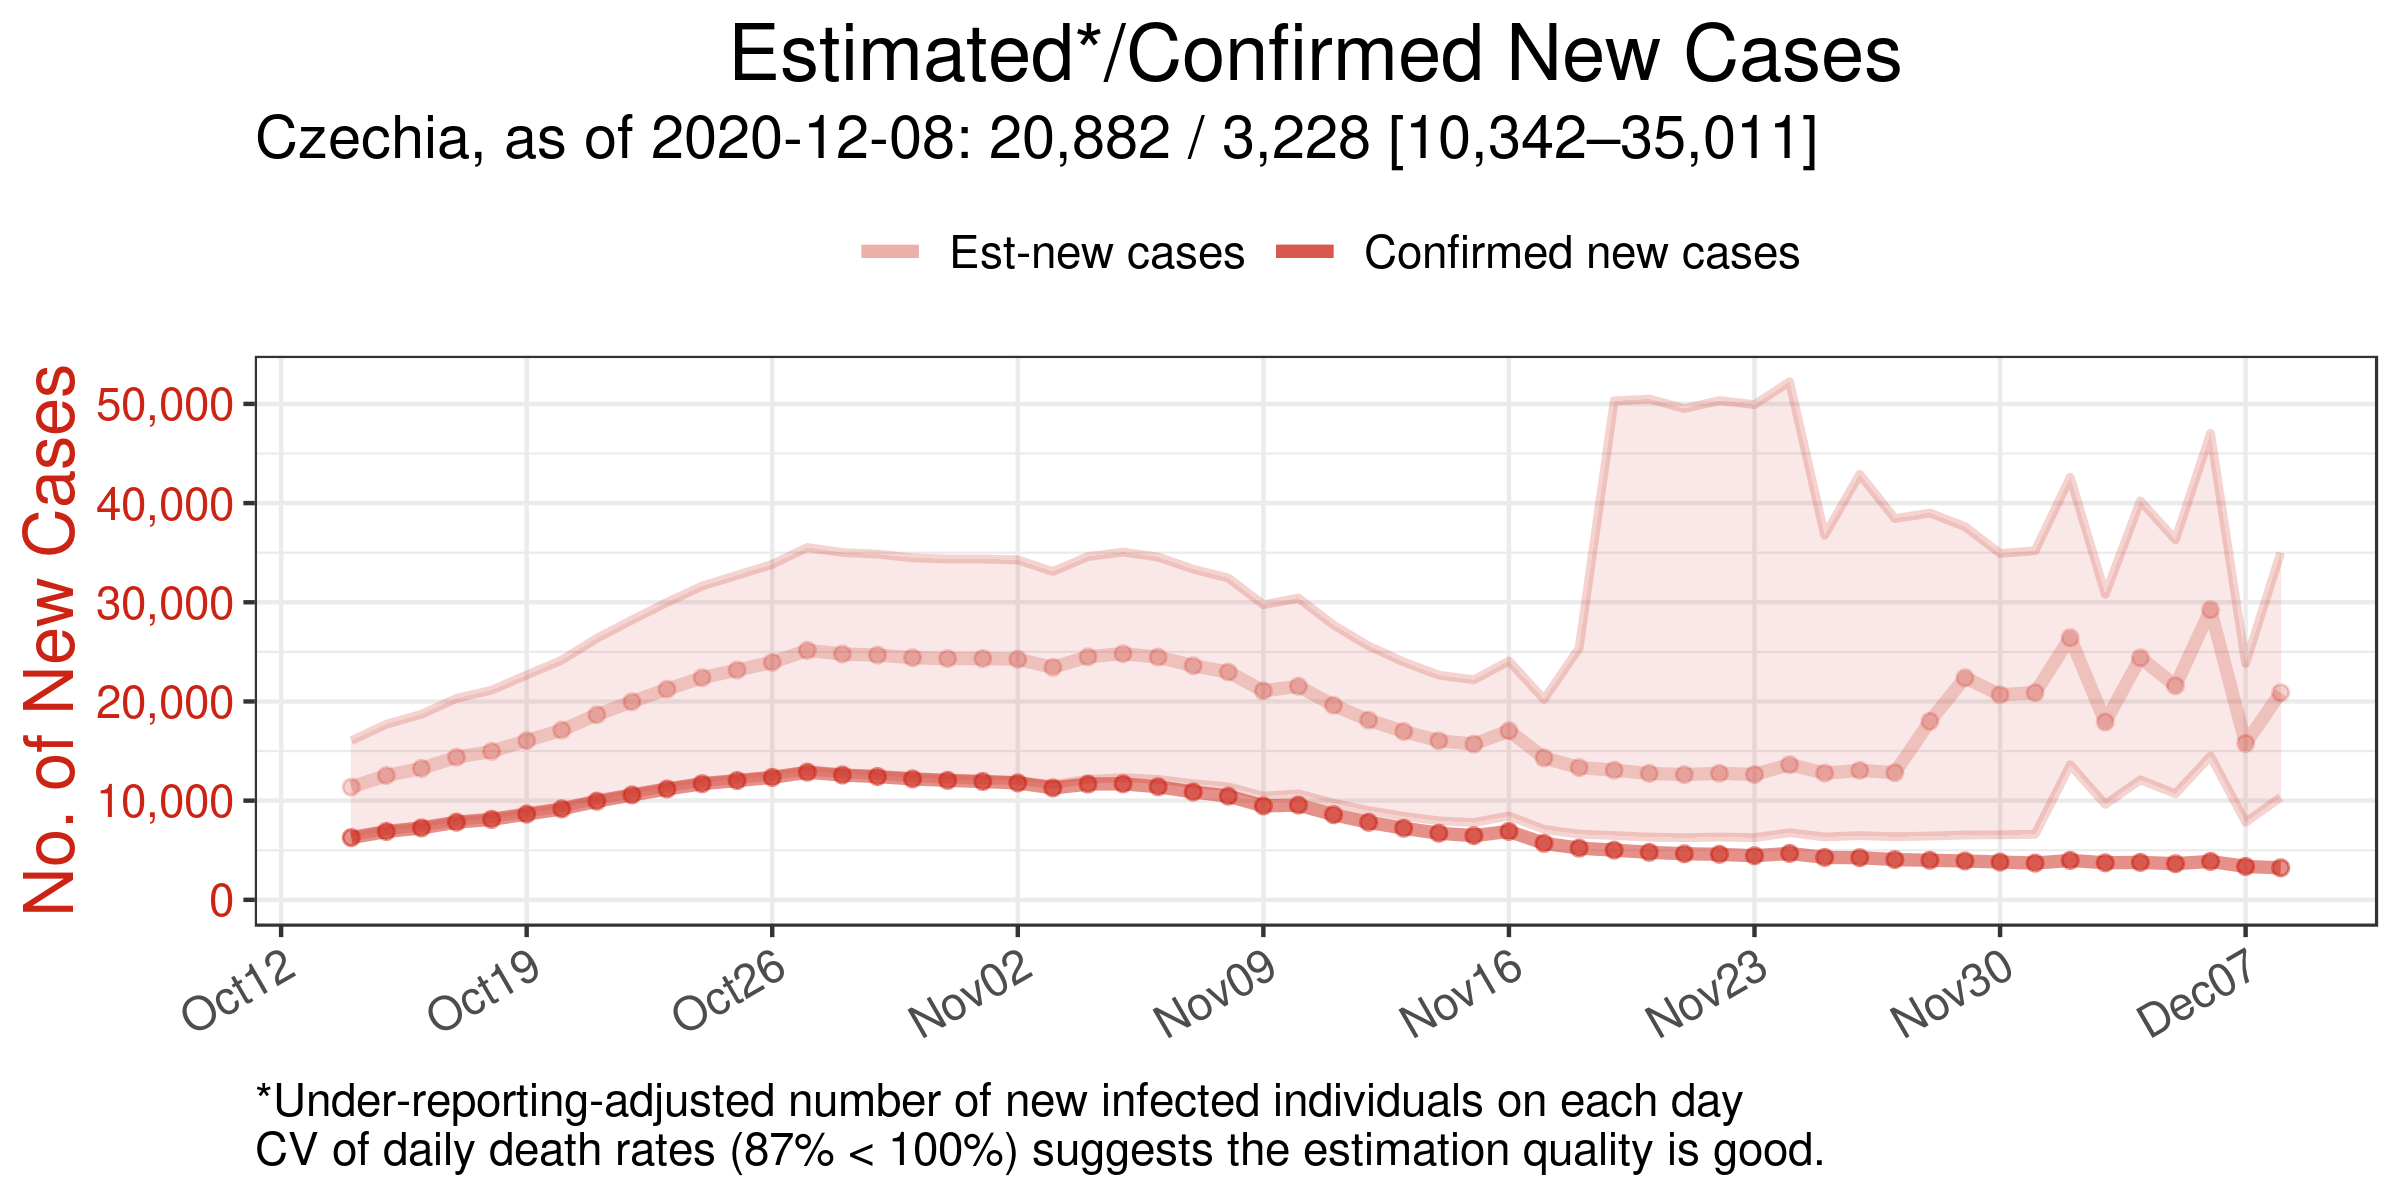 Estimated*/Confirmed New Cases
Czechia, as of 2020-12-08: 20,882 / 3,228 [10,342–35,011]
Est-new cases
Confirmed new cases
No. of New Cases
50,000
40,000
30,000
20,000
10,000
0
Oct12
Oct19
Oct26
Nov02
Nov09
Nov16
Nov23
Nov30
Dec07
*Under-reporting-adjusted number of new infected individuals on each day
CV of daily death rates (87% < 100%) suggests the estimation quality is good.